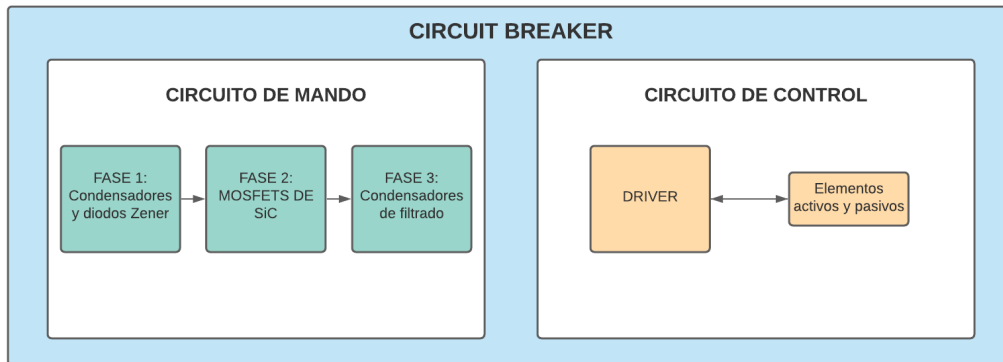 CIRCUIT BREAKER
CIRCUITO DE MANDO
FASE 1:
Condensadores
y diodos Zener
FASE 2:
MOSFETS DE
SiC
FASE 3:
Condensadores
de filtrado
CIRCUITO DE CONTROL
DRIVER
Elementos
activos y pasivos